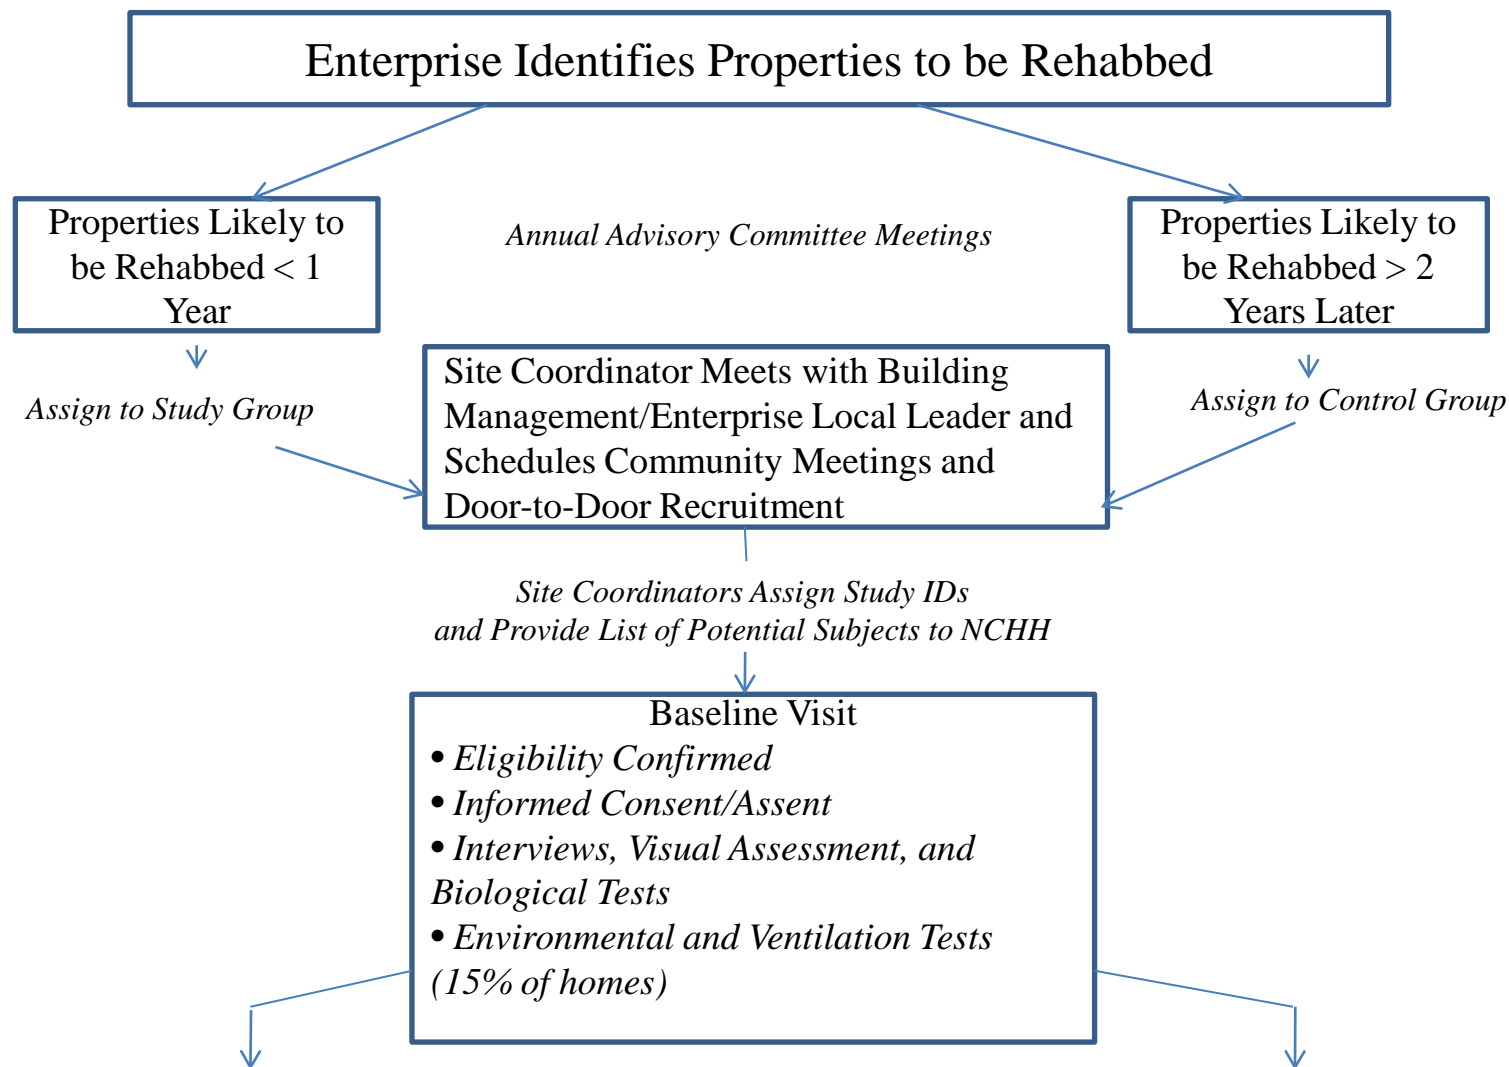 Enterprise Identifies Properties to be Rehabbed
Properties Likely to
be Rehabbed < 1
Year
Annual Advisory Committee Meetings
Properties Likely to
be Rehabbed > 2
Years Later
Assign to Study Group
Site Coordinator Meets with Building
Management/Enterprise Local Leader and
Schedules Community Meetings and
Door-to-Door Recruitment
Assign to Control Group
Site Coordinators Assign Study IDs
and Provide List of Potential Subjects to NCHH
Baseline Visit
• Eligibility Confirmed
• Informed Consent/Assent
• Interviews, Visual Assessment, and
Biological Tests
• Environmental and Ventilation Tests
(15% of homes)